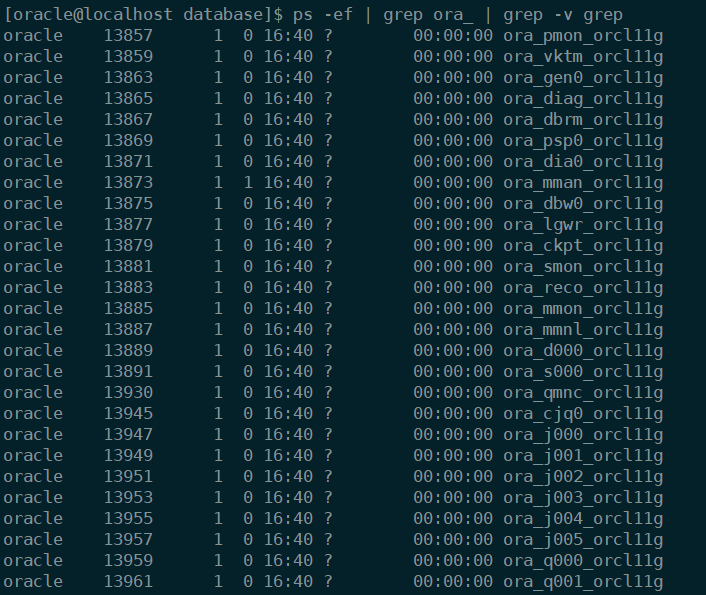 [oracle@localhost database]$ ps -ef | grep ora_ | grep -v grep
oracle    13857      1  0 16:40 ?        00:00:00 ora_pmon_orcl11g
oracle    13859      1  0 16:40 ?        00:00:00 ora_vktm_orcl11g
oracle    13863      1  0 16:40 ?        00:00:00 ora_gen0_orcl11g
oracle    13865      1  0 16:40 ?        00:00:00 ora_diag_orcl11g
oracle    13867      1  0 16:40 ?        00:00:00 ora_dbrm_orcl11g
oracle    13869      1  0 16:40 ?        00:00:00 ora_psp0_orcl11g
oracle    13871      1  0 16:40 ?        00:00:00 ora_dia0_orcl11g
oracle    13873      1  1 16:40 ?        00:00:00 ora_mman_orcl11g
oracle    13875      1  0 16:40 ?        00:00:00 ora_dbw0_orcl11g
oracle    13877      1  0 16:40 ?        00:00:00 ora_lgwr_orcl11g
oracle    13879      1  0 16:40 ?        00:00:00 ora_ckpt_orcl11g
oracle    13881      1  0 16:40 ?        00:00:00 ora_smon_orcl11g
oracle    13883      1  0 16:40 ?        00:00:00 ora_reco_orcl11g
oracle    13885      1  0 16:40 ?        00:00:00 ora_mmon_orcl11g
oracle    13887      1  0 16:40 ?        00:00:00 ora_mmnl_orcl11g
oracle    13889      1  0 16:40 ?        00:00:00 ora_d000_orcl11g
oracle    13891      1  0 16:40 ?        00:00:00 ora_s000_orcl11g
oracle    13930      1  0 16:40 ?        00:00:00 ora_qmnc_orcl11g
oracle    13945      1  0 16:40 ?        00:00:00 ora_cjq0_orcl11g
oracle    13947      1  0 16:40 ?        00:00:00 ora_j000_orcl11g
oracle    13949      1  0 16:40 ?        00:00:00 ora_j001_orcl11g
oracle    13951      1  0 16:40 ?        00:00:00 ora_j002_orcl11g
oracle    13953      1  0 16:40 ?        00:00:00 ora_j003_orcl11g
oracle    13955      1  0 16:40 ?        00:00:00 ora_j004_orcl11g
oracle    13957      1  0 16:40 ?        00:00:00 ora_j005_orcl11g
oracle    13959      1  0 16:40 ?        00:00:00 ora_q000_orcl11g
oracle    13961      1  0 16:40 ?        00:00:00 ora_q001_orcl11g